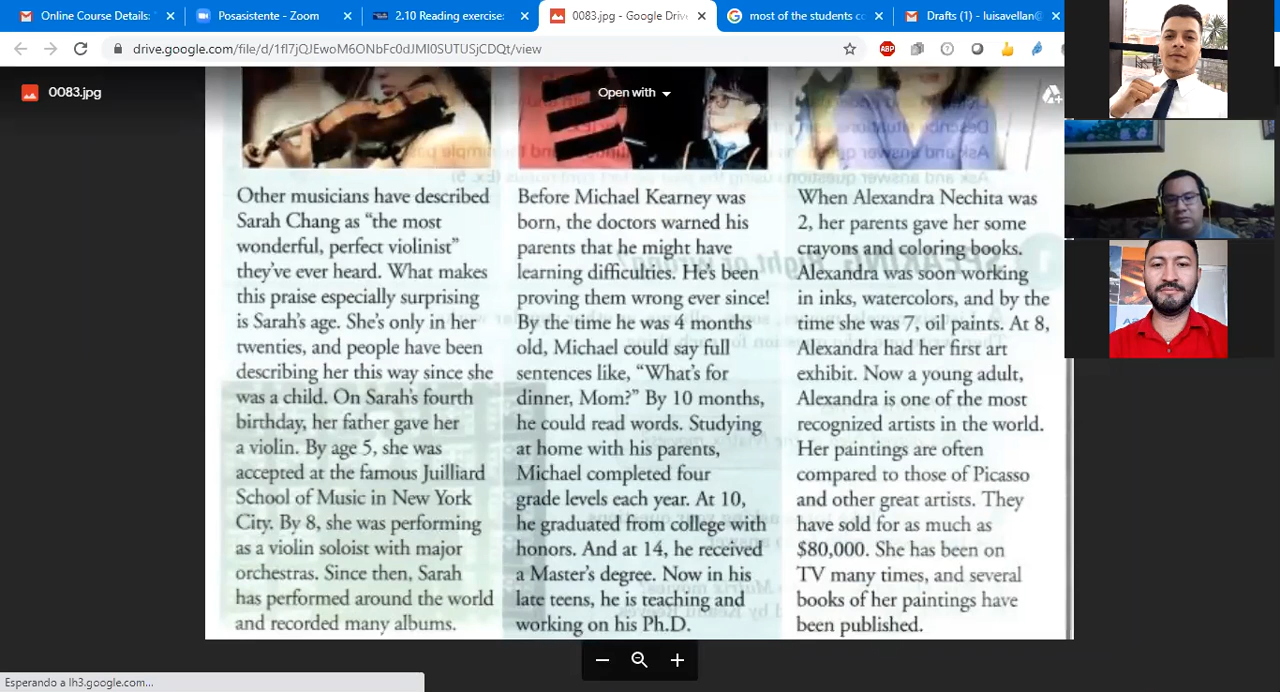 Online Course Details: "
Posasistente - Zoom
2.10 Reading exercise:
0083.jpg - Google Driv
most of the students co
Drafts (1) - luisavellan@
drive.google.com/file/d/1fl7jQJEwoM6ONbFc0dJMI0SUTUSjCDQt/view
ABP
0083.jpg
Open with
Other musicians have described
Sarah Chang as “the most
wonderful, perfect violinist”
they’ve ever heard. What makes
this praise especially surprising
is Sarah’s age. She’s only in her
twenties, and people have been
describing her this way since she
was a child. On Sarah’s fourth
birthday, her father gave her
a violin. By age 5, she was
accepted at the famous Juilliard
School of Music in New York
City. By 8, she was performing
as a violin soloist with major
orchestras. Since then, Sarah
has performed around the world
and recorded many albums.
Before Michael Kearney was
born, the doctors warned his
parents that he might have
learning difficulties. He’s been
proving them wrong ever since!
By the time he was 4 months
old, Michael could say full
sentences like, “What’s for
dinner, Mom?” By 10 months,
he could read words. Studying
at home with his parents,
Michael completed four
grade levels each year. At 10,
he graduated from college with
honors. And at 14, he received
a Master’s degree. Now in his
late teens, he is teaching and
working on his Ph.D.
When Alexandra Nechita was
2, her parents gave her some
crayons and coloring books.
Alexandra was soon working
in inks, watercolors, and by the
time she was 7, oil paints. At 8,
Alexandra had her first art
exhibit. Now a young adult,
Alexandra is one of the most
recognized artists in the world.
Her paintings are often
compared to those of Picasso
and other great artists. They
have sold for as much as
$80,000. She has been on
TV many times, and several
books of her paintings have
been published.
Esperando a lh3.google.com...